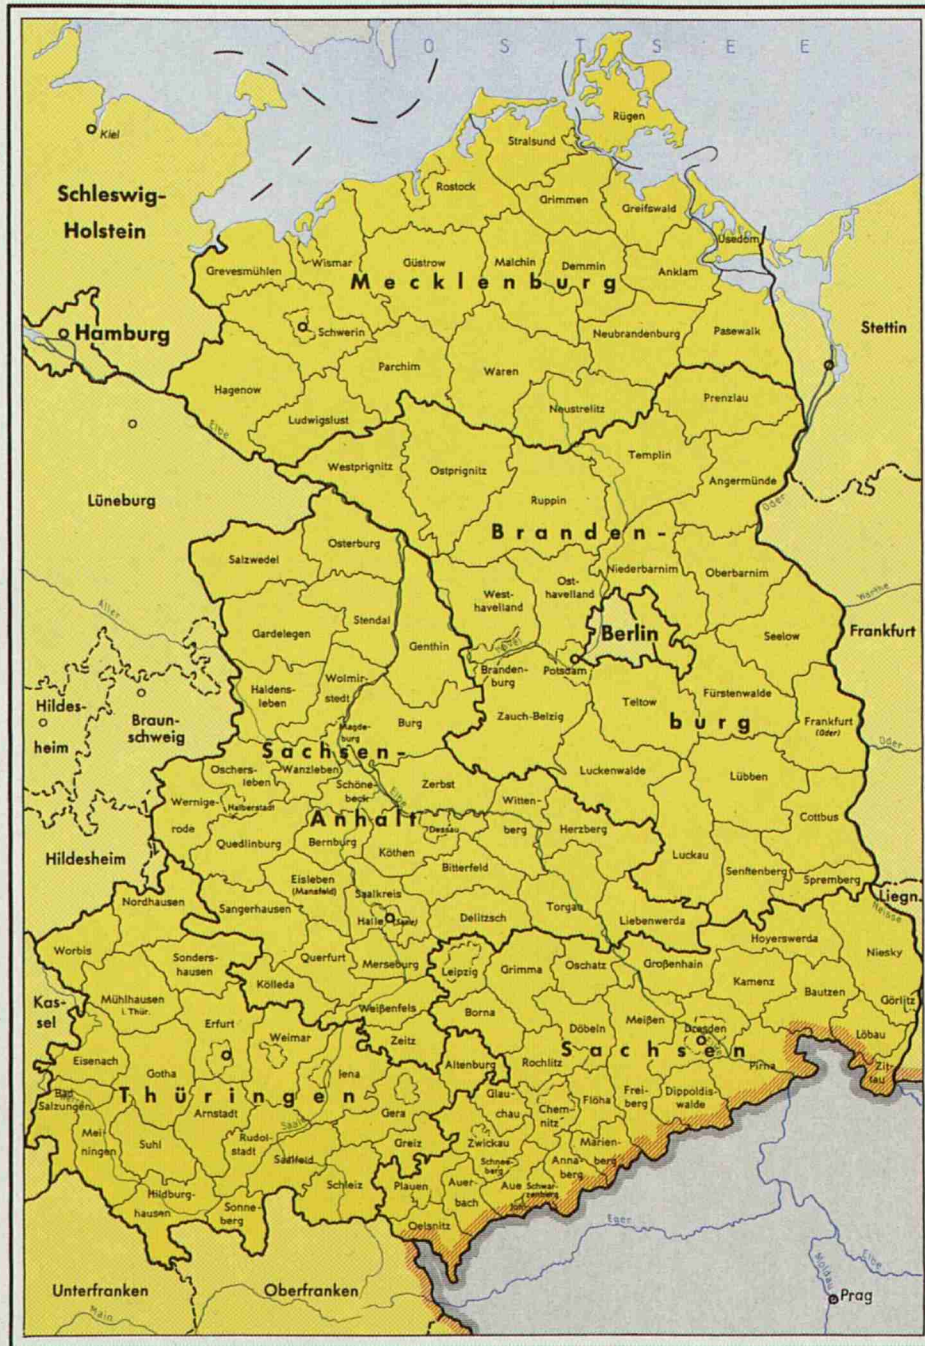 O S T S E E
Kiel
Schleswig-
Holstein
Hamburg
Rügen
Stralsund
Rostock
Grimmen
Greifswald
Usedom
Grevesmühlen
Wismar
Güstrow
Malchin
Demmin
Anklam
Mecklenburg
Schwerin
Neubrandenburg
Pasewalk
Stettin
Hagenow
Parchim
Waren
Ludwigslust
Neustrelitz
Prenzlau
Elbe
Westprignitz
Ostprignitz
Templin
Angermünde
Ruppin
Lüneburg
Oder
Branden-
Salzwedel
Osterburg
Niederbarnim
Oberbarnim
West-
havelland
Ost-
havelland
Aller
Warthe
Gardelegen
Stendal
Genthin
Havel
Berlin
Seelow
Frankfurt
Branden-
burg
Potsdam
Teltow
Fürstenwalde
Haldens-
leben
Wolmir-
stedt
Burg
Zauch-Belzig
burg
Frankfurt
(Oder)
Hildes-
heim
Braun-
schweig
Magde-
burg
Sachsen-
Oder
Oschers-
leben
Wanzleben
Schöne-
beck
Zerbst
Luckenwalde
Lübben
Elbe
Wernige-
rode
Halberstadt
Anhalt
Dessau
Witten-
berg
Herzberg
Cottbus
Hildesheim
Quedlinburg
Bernburg
Köthen
Bitterfeld
Luckau
Senftenberg
Spremberg
Liegn.
Eisleben
(Mansfeld)
Saalkreis
Halle (Saale)
Nordhausen
Sangerhausen
Delitzsch
Torgau
Liebenwerda
Neisse
Worbis
Sonders-
hausen
Querfurt
Merseburg
Leipzig
Grimma
Oschatz
Großenhain
Hoyerswerda
Niesky
Kölleda
Kamenz
Bautzen
Görlitz
Kas-
sel
Mühlhausen
i. Thür.
Weißenfels
Borna
Erfurt
Weimar
Zeitz
Döbeln
Meißen
Dresden
Löbau
Sachsen
Eisenach
Gotha
Jena
Altenburg
Rochlitz
Pirna
Zit-
tau
Bad
Salzungen
Thüringen
Arnstadt
Gera
Glau-
chau
Chem-
nitz
Flöha
Frei-
berg
Dippoldis-
walde
Mei-
ningen
Suhl
Rudol-
stadt
Saale
Saalfeld
Greiz
Zwickau
Marien-
berg
Schnee-
berg
Anna-
berg
Hildburg-
hausen
Sonne-
berg
Schleiz
Plauen
Auer-
bach
Aue
Schwar-
zenberg
Oelsnitz
Eger
Moldau
Elbe
Unterfranken
Oberfranken
Main
Prag